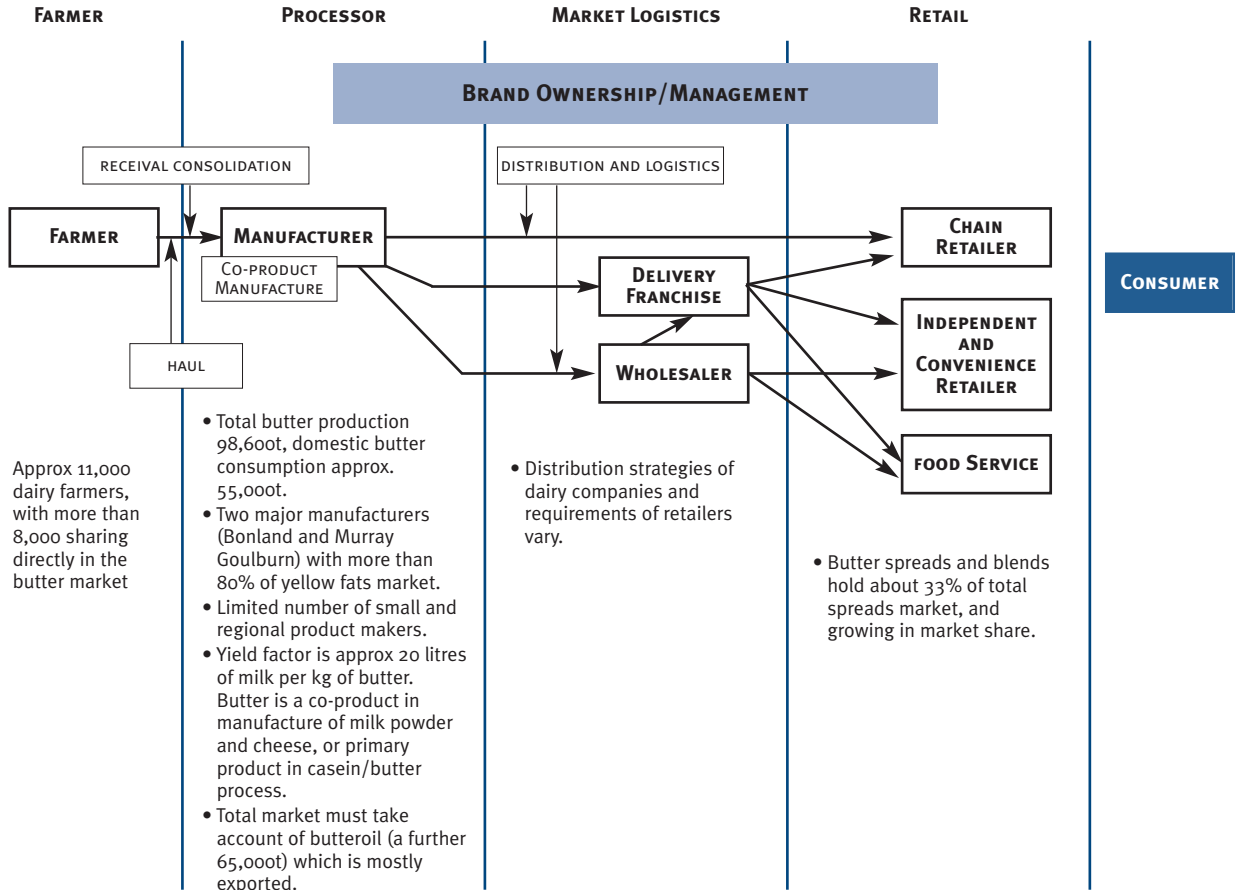 FARMER
PROCESSOR
MARKET LOGISTICS
RETAIL
BRAND OWNERSHIP/MANAGEMENT
RECEIVAL CONSOLIDATION
DISTRIBUTION AND LOGISTICS
FARMER
MANUFACTURER
CO-PRODUCT
MANUFACTURE
HAUL
DELIVERY
FRANCHISE
WHOLESALER
CHAIN
RETAILER
INDEPENDENT
AND
CONVENIENCE
RETAILER
FOOD SERVICE
CONSUMER
Approx 11,000
dairy farmers,
with more than
8,000 sharing
directly in the
butter market
• Total butter production
98,600t, domestic butter
consumption approx.
55,000t.
• Two major manufacturers
(Bonland and Murray
Goulburn) with more than
80% of yellow fats market.
• Limited number of small and
regional product makers.
• Yield factor is approx 20 litres
of milk per kg of butter.
Butter is a co-product in
manufacture of milk powder
and cheese, or primary
product in casein/butter
process.
• Total market must take
account of butteroil (a further
65,000t) which is mostly
exported.
• Distribution strategies of
dairy companies and
requirements of retailers
vary.
• Butter spreads and blends
hold about 33% of total
spreads market, and
growing in market share.